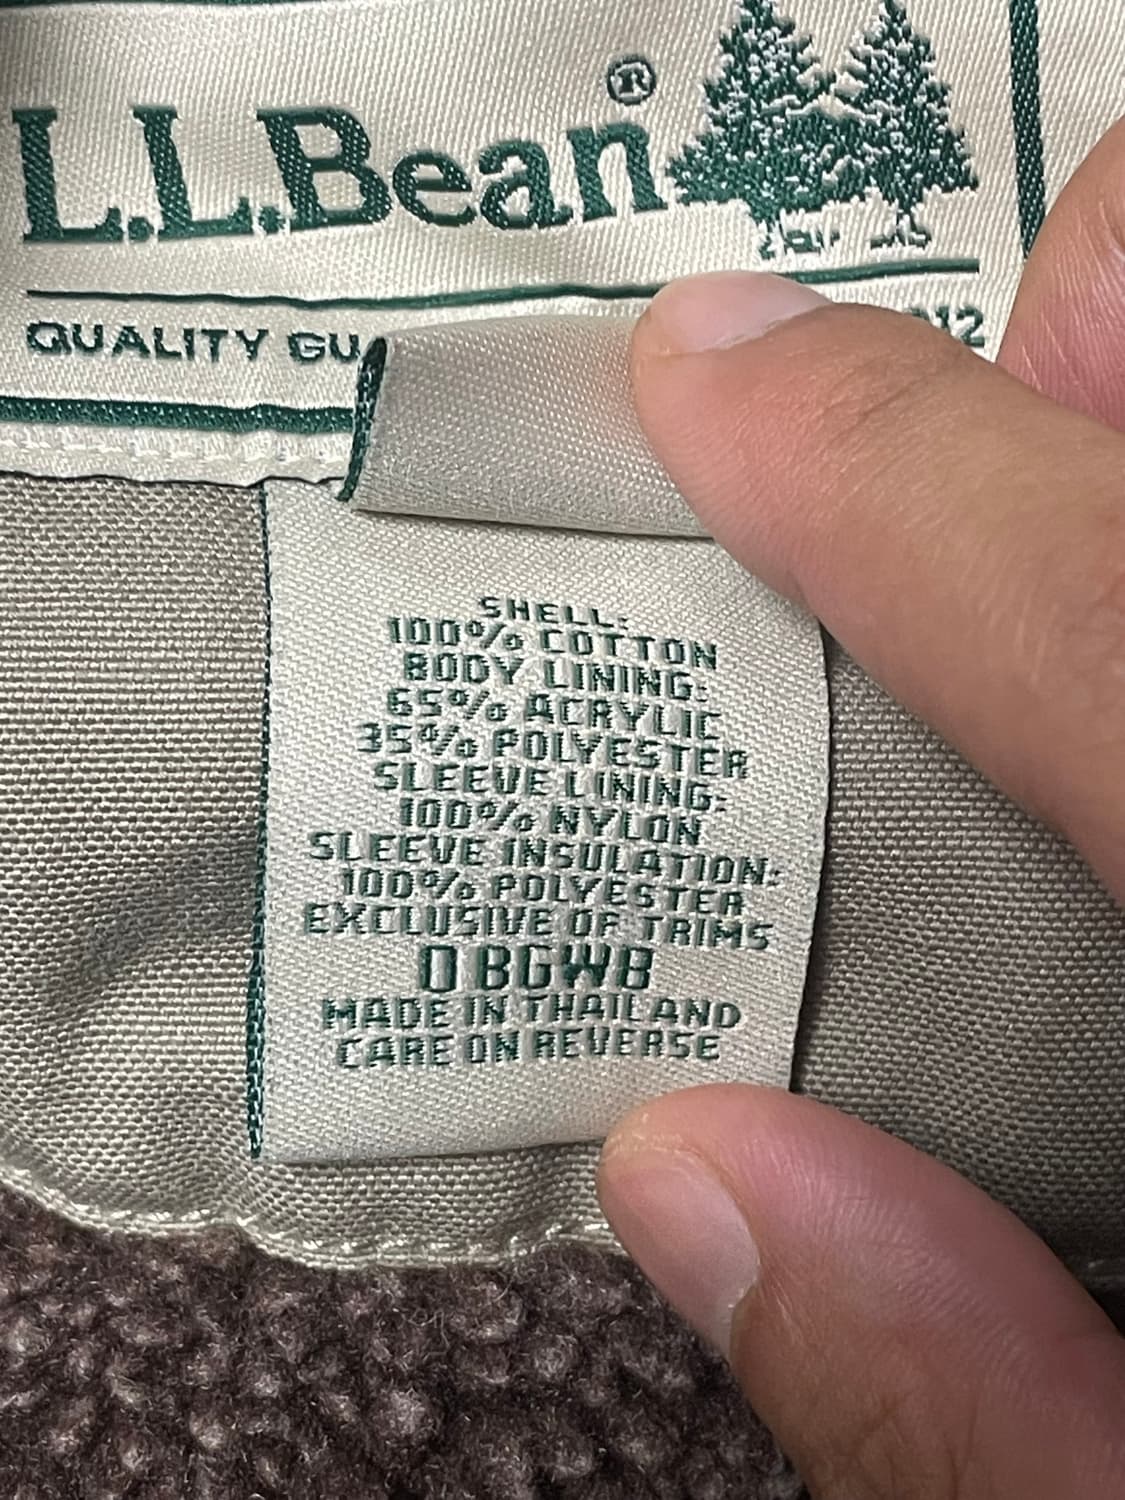 L.L.Bean®
QUALITY GU
12
SHELL:
100% COTTON
BODY LINING:
65% ACRYLIC
35% POLYESTER
SLEEVE LINING:
100% NYLON
SLEEVE INSULATION:
100% POLYESTER
EXCLUSIVE OF TRIMS
0BGW8
MADE IN THAILAND
CARE ON REVERSE